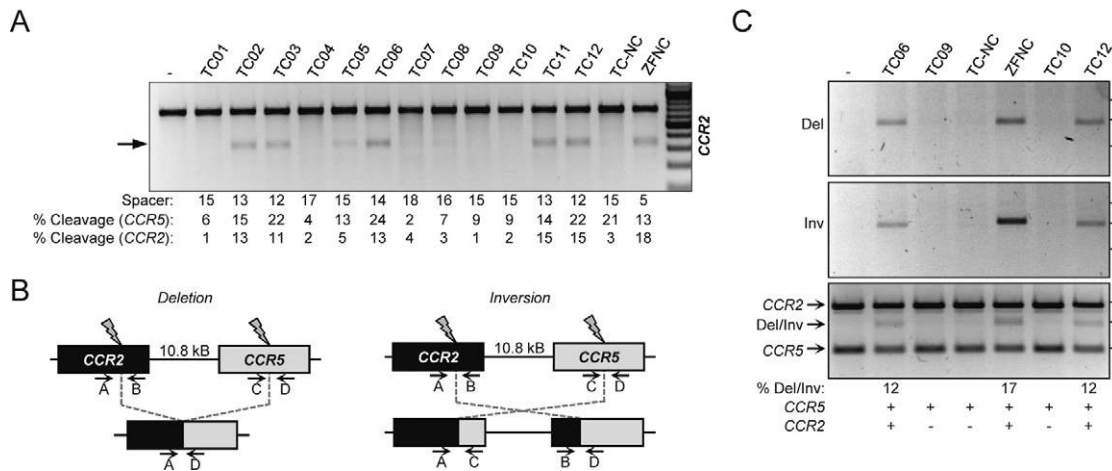 A
- TC01 TC02 TC03 TC04 TC05 TC06 TC07 TC08 TC09 TC10 TC11 TC12 TC-NC ZFNC
CCR2
Spacer: 15 13 12 17 15 14 18 16 15 15 13 12 15 5
% Cleavage (CCR5): 6 15 22 4 13 24 2 7 9 9 14 22 21 13
% Cleavage (CCR2): 1 13 11 2 5 13 4 3 1 2 15 15 3 18
B
Deletion
CCR2 10.8 kB CCR5
A B C D
A D
Inversion
CCR2 10.8 kB CCR5
A B C D
A C B D
C
- TC06 TC09 TC-NC ZFNC TC10 TC12
Del
Inv
CCR2
Del/Inv
CCR5
% Del/Inv: 12 17 12
CCR5 + + + + + +
CCR2 + - - + - +